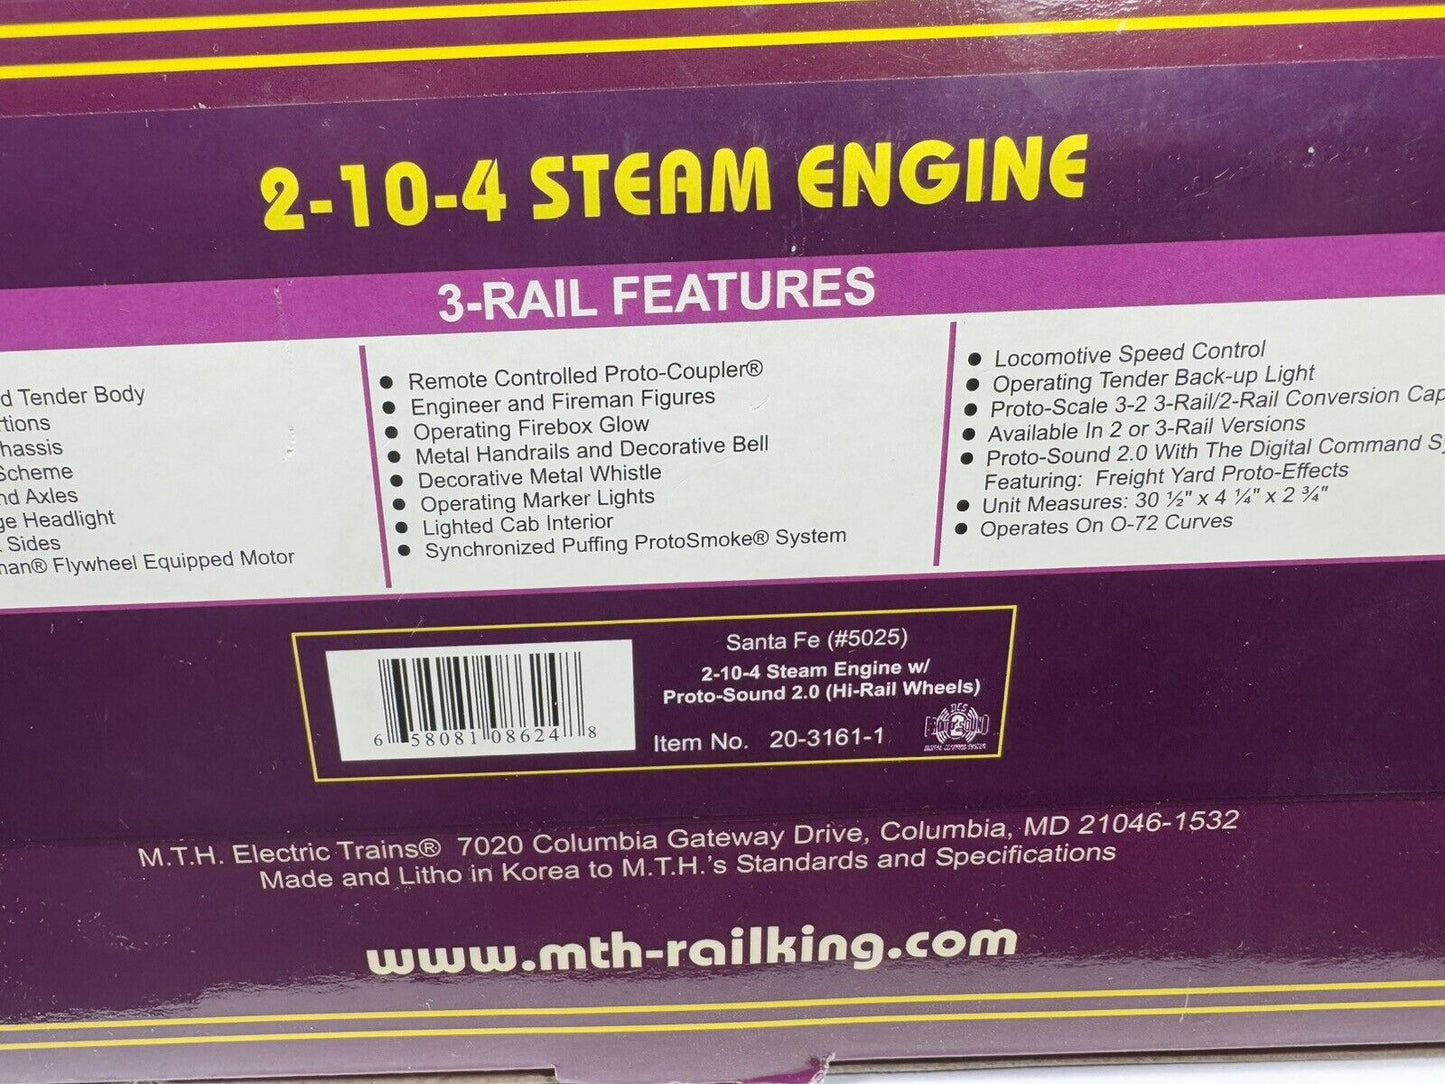 2-10-4 STEAM ENGINE
3-RAIL FEATURES
d Tender Body
rtions
hassis
Scheme
nd Axles
ge Headlight
Sides
man® Flywheel Equipped Motor
• Remote Controlled Proto-Coupler®
• Engineer and Fireman Figures
• Operating Firebox Glow
• Metal Handrails and Decorative Bell
• Decorative Metal Whistle
• Operating Marker Lights
• Lighted Cab Interior
• Synchronized Puffing ProtoSmoke® System
• Locomotive Speed Control
• Operating Tender Back-up Light
• Proto-Scale 3-2 3-Rail/2-Rail Conversion Cap
• Available In 2 or 3-Rail Versions
• Proto-Sound 2.0 With The Digital Command S
Featuring: Freight Yard Proto-Effects
• Unit Measures: 30 ½" x 4 ¼" x 2 ¾"
• Operates On O-72 Curves
6 58081 08624 8
Santa Fe (#5025)
2-10-4 Steam Engine w/
Proto-Sound 2.0 (Hi-Rail Wheels)
Item No. 20-3161-1
M.T.H. Electric Trains® 7020 Columbia Gateway Drive, Columbia, MD 21046-1532
Made and Litho in Korea to M.T.H.'s Standards and Specifications
www.mth-railking.com